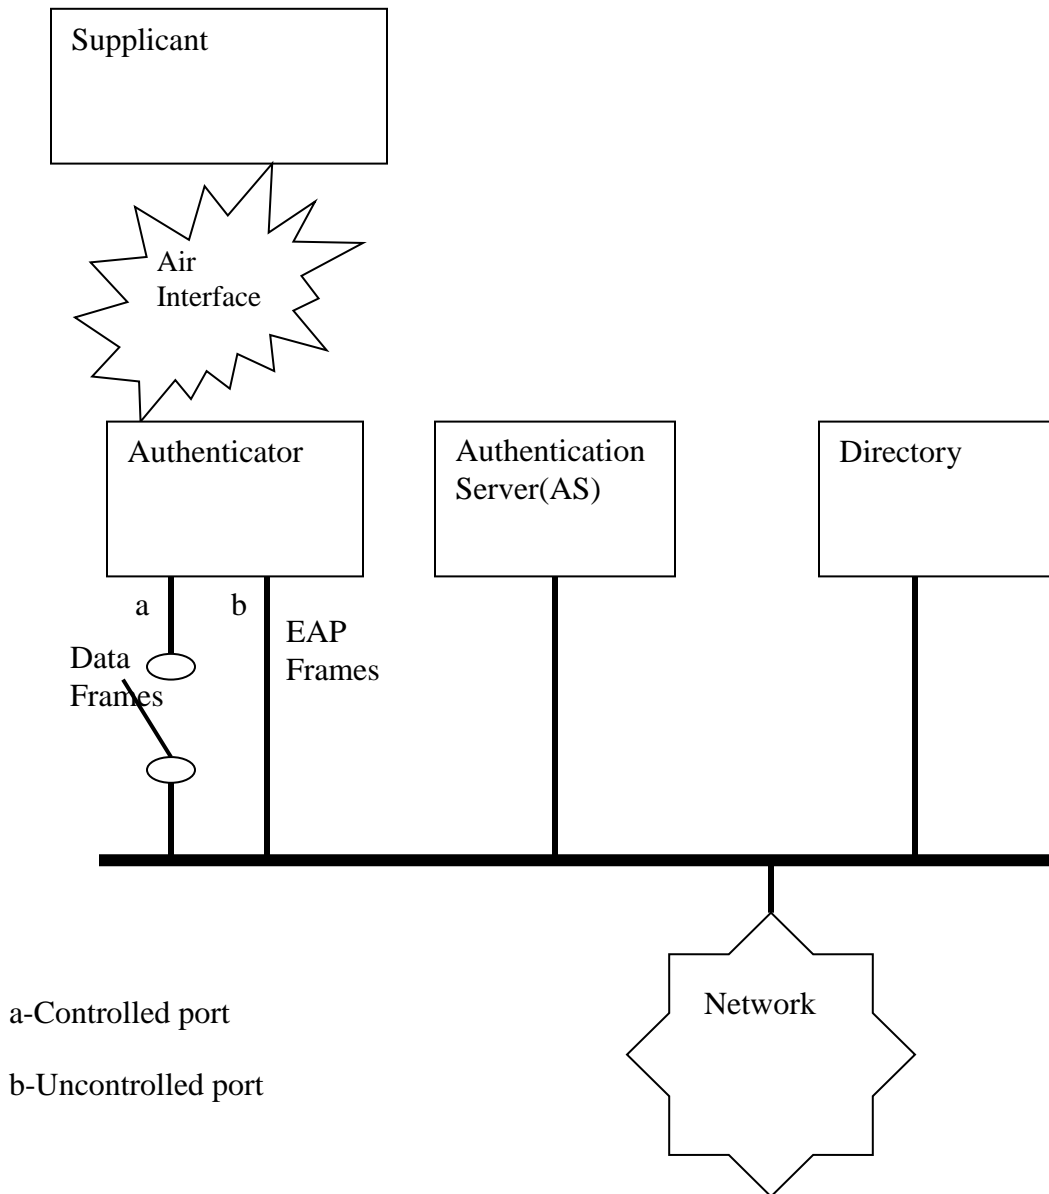 Supplicant
Air
Interface
Authenticator
Authentication
Server(AS)
Directory
a
b
EAP
Frames
Data
Frames
Network
a-Controlled port
b-Uncontrolled port